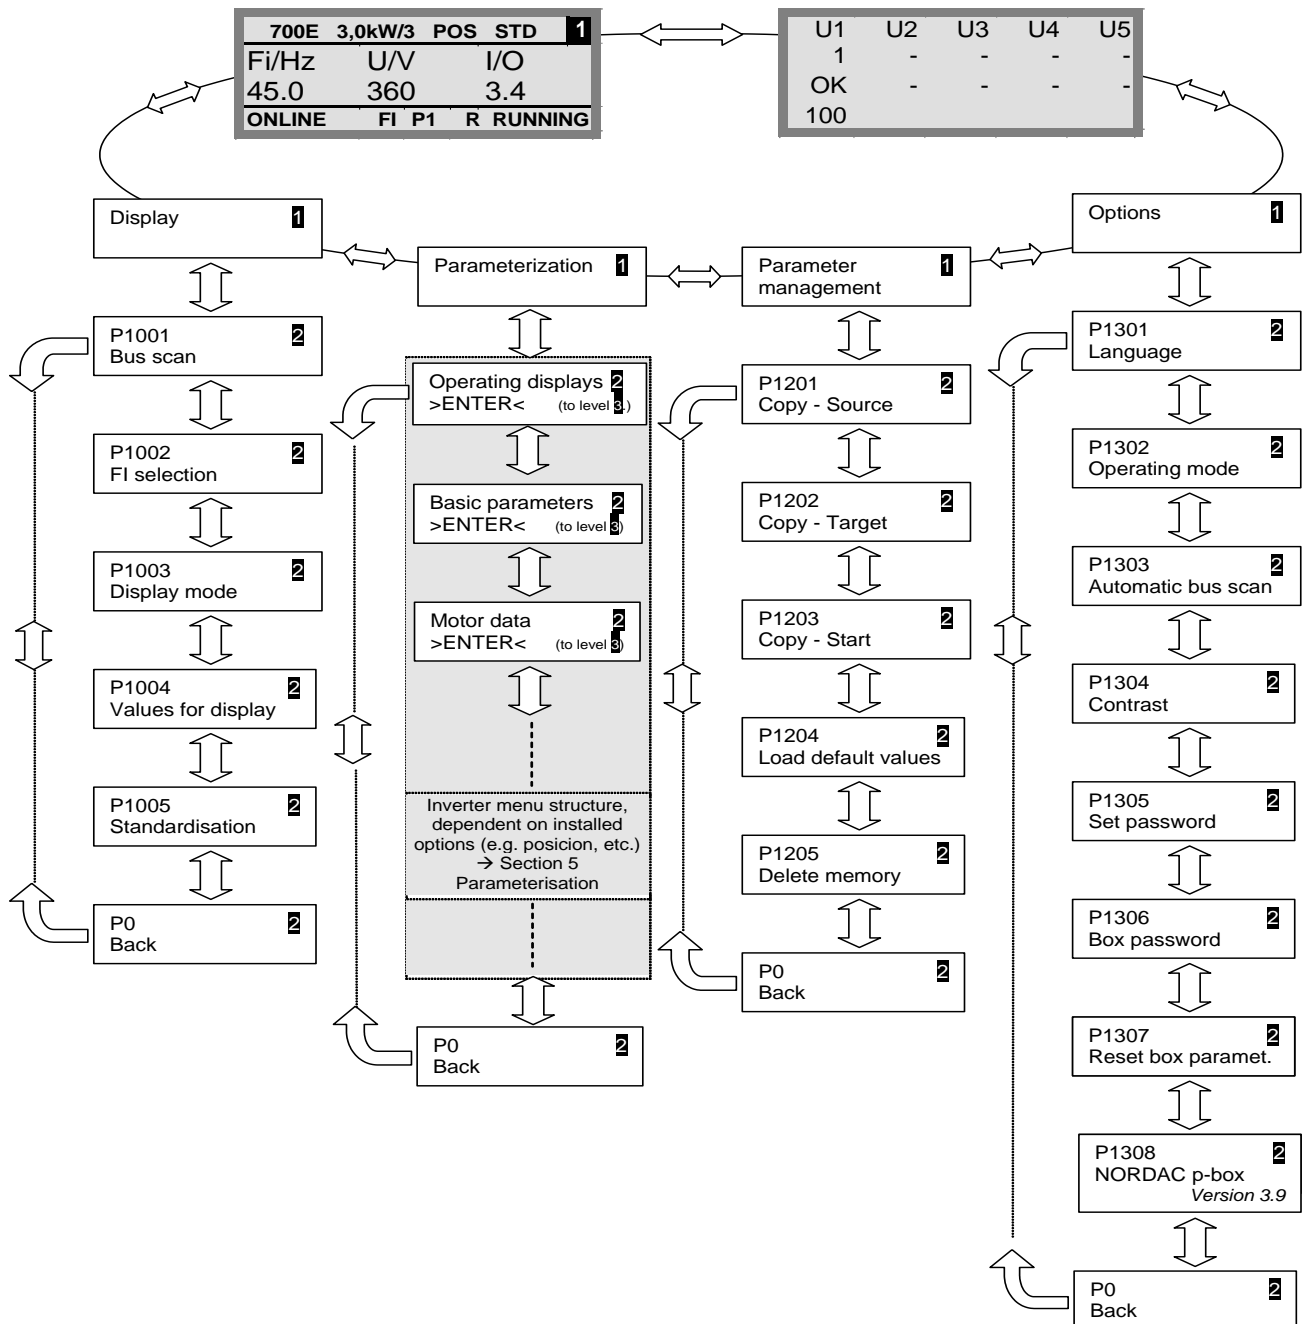 700E 3,0kW/3 POS STD 1
Fi/Hz U/V I/O
45.0 360 3.4
ONLINE FI P1 R RUNNING
U1 U2 U3 U4 U5
1 - - - -
OK - - - -
100
Display 1
Parameterization 1
Parameter 1
management
Options 1
P1001 2
Bus scan
P1002 2
FI selection
P1003 2
Display mode
P1004 2
Values for display
P1005 2
Standardisation
P0 2
Back
Operating displays 2
>ENTER< (to level 3.)
Basic parameters 2
>ENTER< (to level 3)
Motor data 2
>ENTER< (to level 3)
Inverter menu structure,
dependent on installed
options (e.g. posicion, etc.)
→ Section 5
Parameterisation
P0 2
Back
P1201 2
Copy - Source
P1202 2
Copy - Target
P1203 2
Copy - Start
P1204 2
Load default values
P1205 2
Delete memory
P0 2
Back
P1301 2
Language
P1302 2
Operating mode
P1303 2
Automatic bus scan
P1304 2
Contrast
P1305 2
Set password
P1306 2
Box password
P1307 2
Reset box paramet.
P1308 2
NORDAC p-box
Version 3.9
P0 2
Back